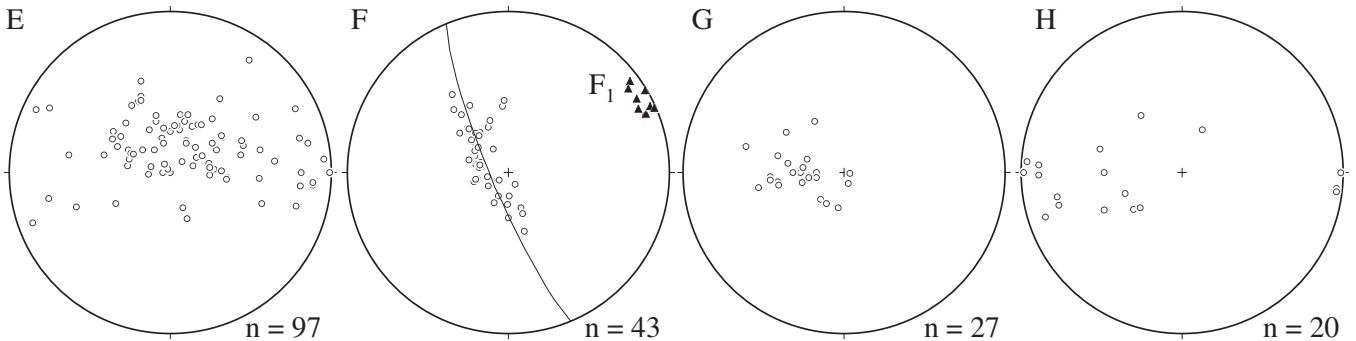 E
F
G
H
F1
n = 97
n = 43
n = 27
n = 20